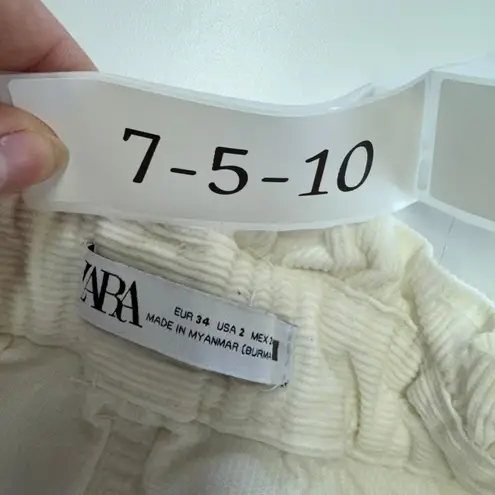 7-5-10
ZARA
EUR 34 USA 2 MEX
MADE IN MYANMAR (BURMA